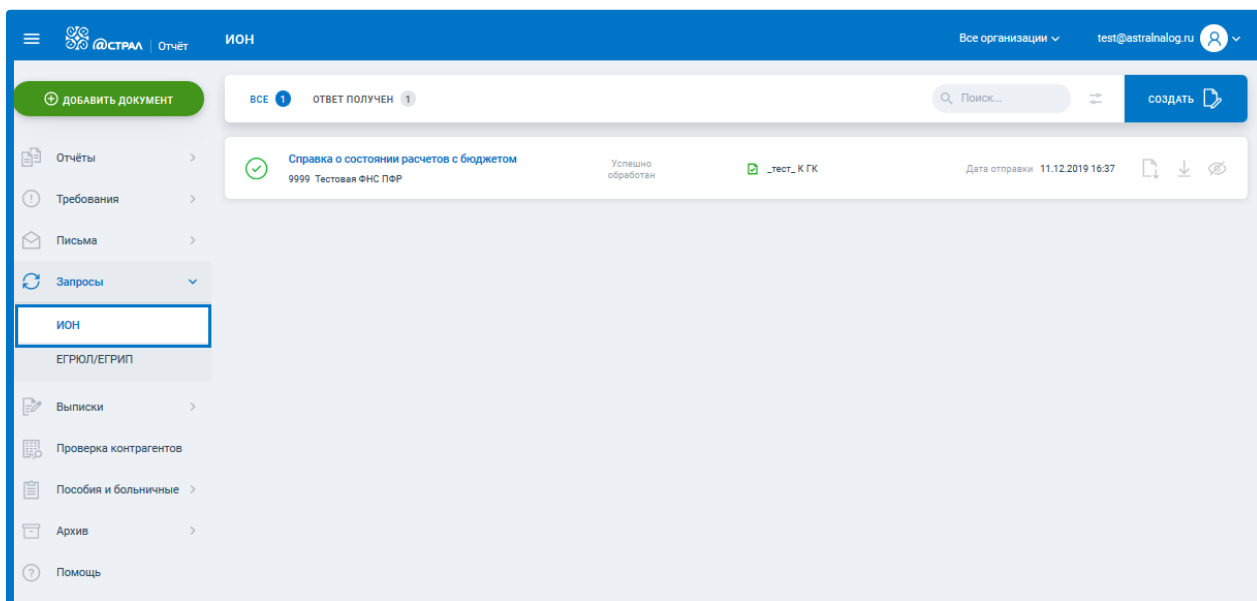 @СТРАЛ | Отчёт
ИОН
Все организации
test@astralnalog.ru
ДОБАВИТЬ ДОКУМЕНТ
ВСЕ 1
ОТВЕТ ПОЛУЧЕН 1
Поиск...
СОЗДАТЬ
Отчёты
Требования
Письма
Запросы
ИОН
ЕГРЮЛ/ЕГРИП
Выписки
Проверка контрагентов
Пособия и больничные
Архив
Помощь
Справка о состоянии расчетов с бюджетом
9999 Тестовая ФНС ПФР
Успешно
обработан
_тест_ К ГК
Дата отправки 11.12.2019 16:37